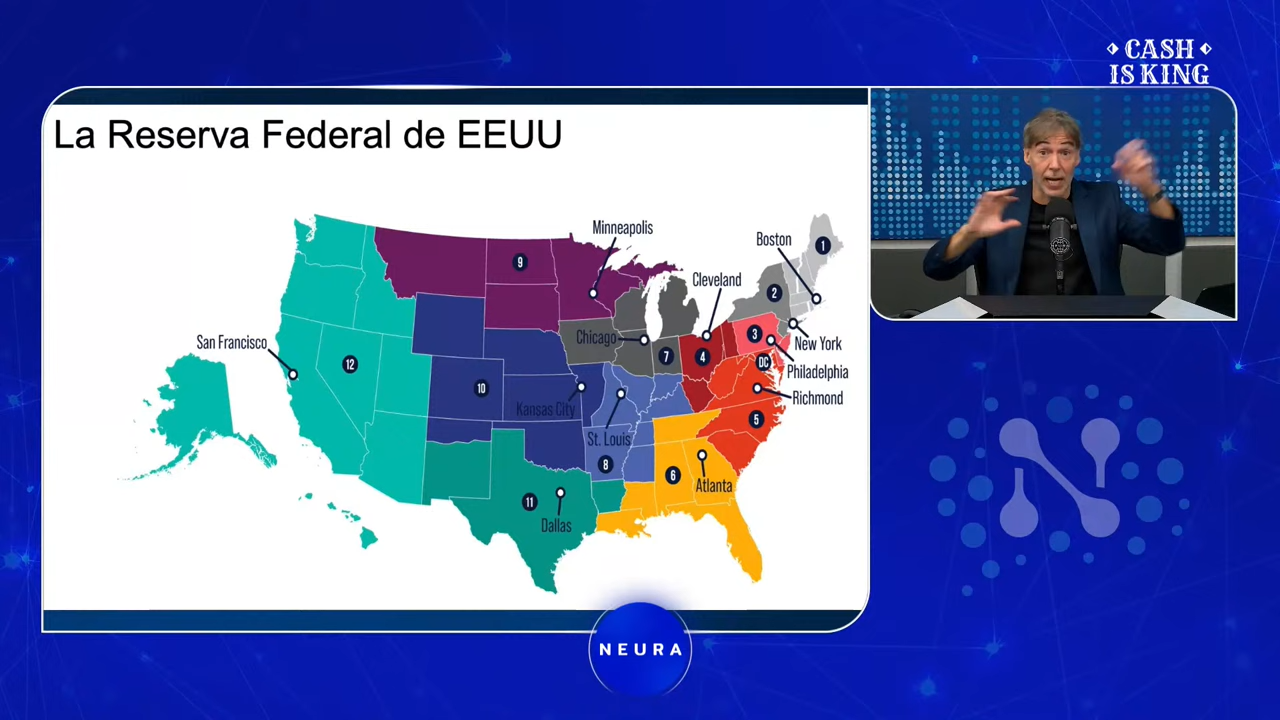 CASH
IS KING
La Reserva Federal de EEUU
Minneapolis
Boston
1
9
Cleveland
2
San Francisco
Chicago
3
New York
12
7
4
DC
Philadelphia
10
Kansas City
Richmond
5
St. Louis
8
6
Atlanta
11
Dallas
NEURA